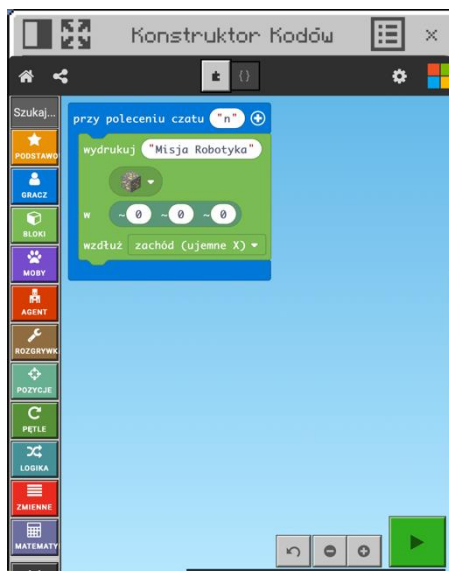 Konstruktor Kodów
Szukaj...
przy poleceniu czatu "n"
PODSTAWO
wydrukuj "Misja Robotyka"
GRACZ
BLOKI
w ~0 ~0 ~0
wzdłuż zachód (ujemne X)
MOBY
AGENT
ROZGRYWK
POZYCJE
PĘTLE
LOGIKA
ZMIENNE
MATEMATY